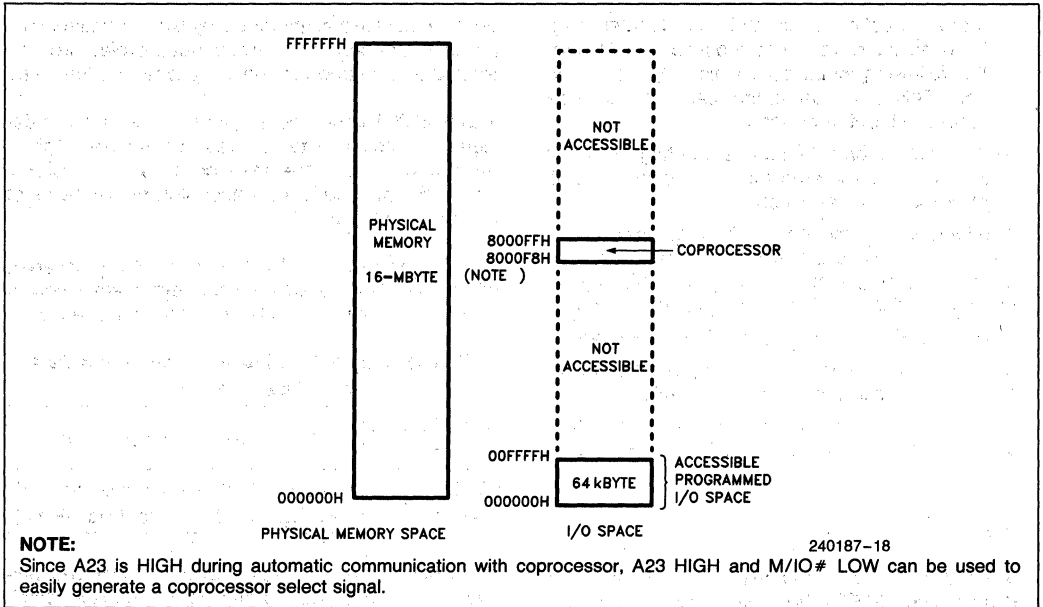 FFFFFFH
PHYSICAL
MEMORY
16-MBYTE
000000H
PHYSICAL MEMORY SPACE
NOT
ACCESSIBLE
8000FFH
8000F8H
(NOTE )
COPROCESSOR
NOT
ACCESSIBLE
00FFFFH
64 kBYTE
000000H
ACCESSIBLE
PROGRAMMED
I/O SPACE
I/O SPACE
240187-18
NOTE:
Since A23 is HIGH during automatic communication with coprocessor, A23 HIGH and M/IO# LOW can be used to
easily generate a coprocessor select signal.